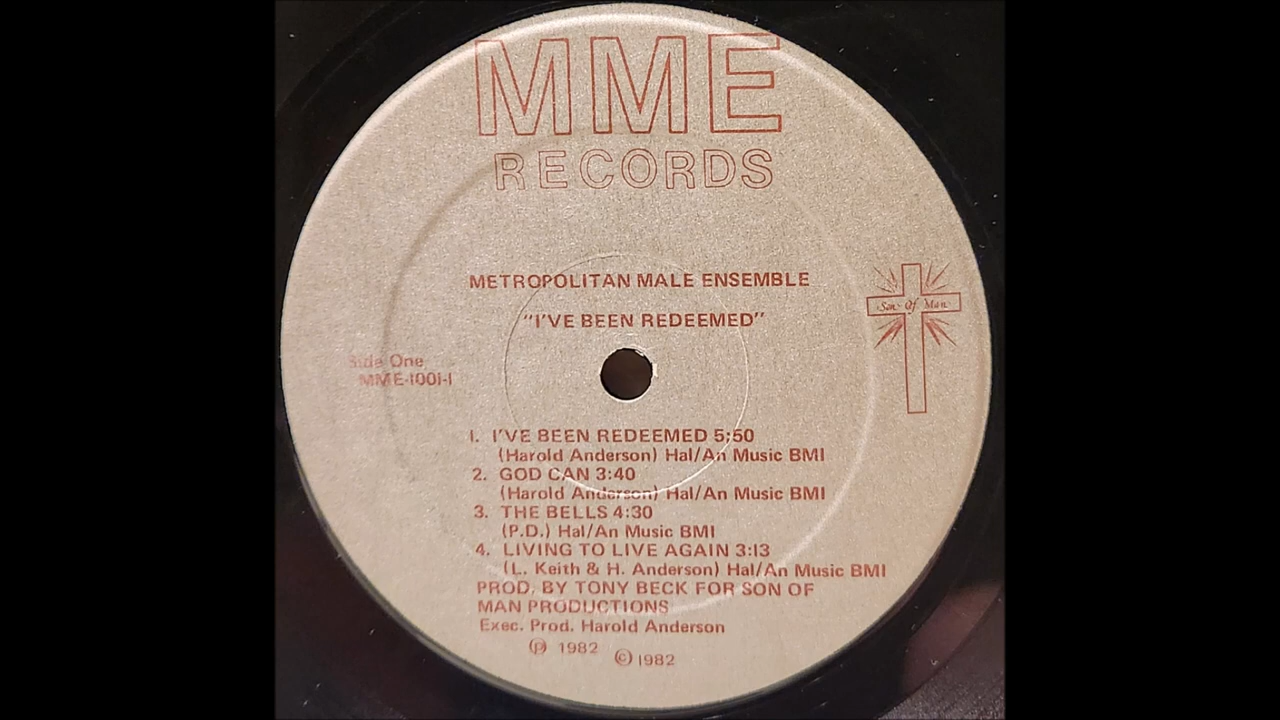 MME
RECORDS
METROPOLITAN MALE ENSEMBLE
"I'VE BEEN REDEEMED"
Son Of Man
Side One
MME-1001-1
1. I'VE BEEN REDEEMED 5:50
(Harold Anderson) Hal/An Music BMI
2. GOD CAN 3:40
(Harold Anderson) Hal/An Music BMI
3. THE BELLS 4:30
(P.D.) Hal/An Music BMI
4. LIVING TO LIVE AGAIN 3:13
(L. Keith & H. Anderson) Hal/An Music BMI
PROD. BY TONY BECK FOR SON OF
MAN PRODUCTIONS
Exec. Prod. Harold Anderson
℗ 1982 © 1982